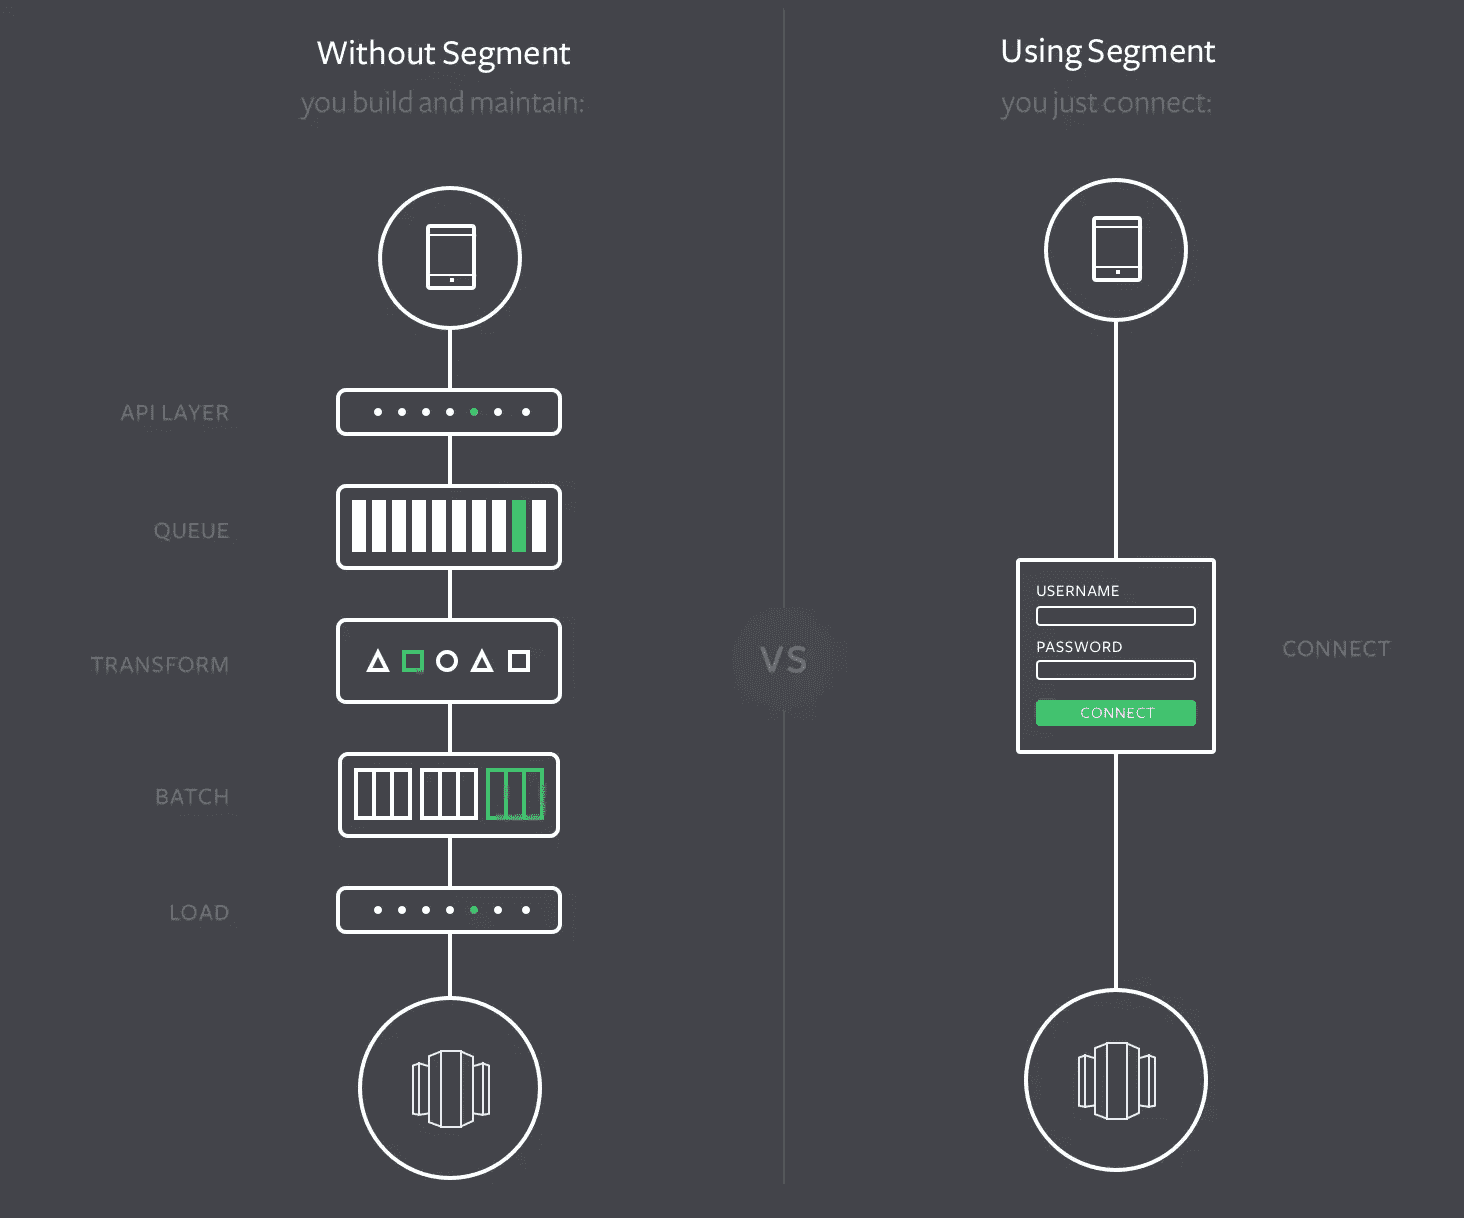 Without Segment
you build and maintain:
API LAYER
QUEUE
TRANSFORM
BATCH
LOAD
VS
Using Segment
you just connect:
USERNAME
PASSWORD
CONNECT
CONNECT